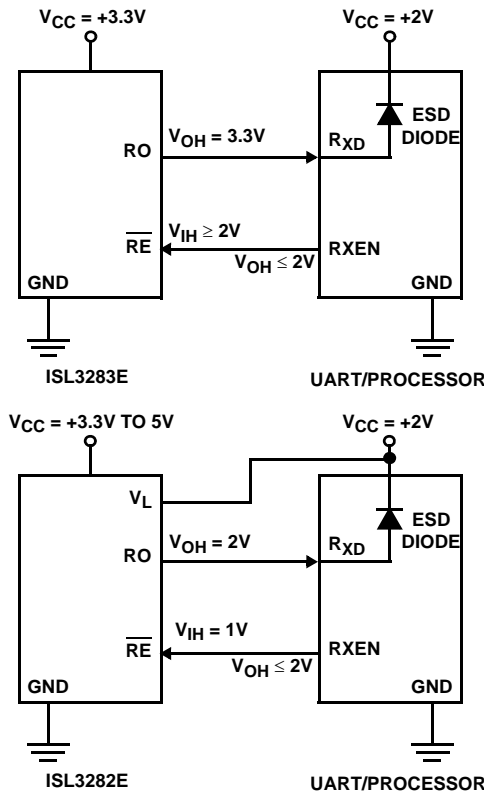 VCC = +3.3V
VCC = +2V
ESD
DIODE
RO
VOH = 3.3V
RXD
RE
VIH ≥ 2V
VOH ≤ 2V
RXEN
GND
GND
ISL3283E
UART/PROCESSOR
VCC = +3.3V TO 5V
VCC = +2V
VL
ESD
DIODE
RO
VOH = 2V
RXD
RE
VIH = 1V
VOH ≤ 2V
RXEN
GND
GND
ISL3282E
UART/PROCESSOR